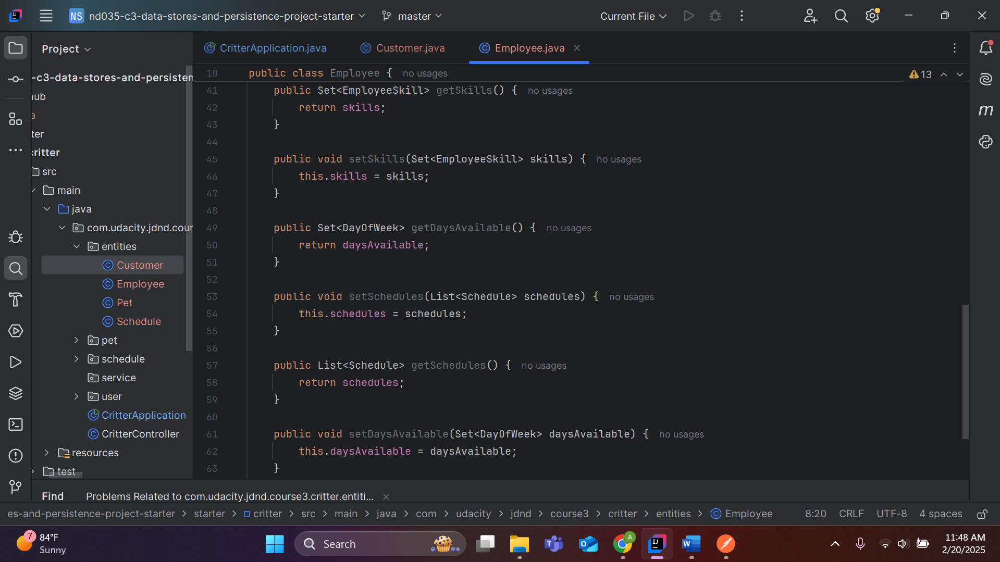 NS nd035-c3-data-stores-and-persistence-project-starter master Current File
Project
-c3-data-stores-and-persisten
hub
a
ter
critter
src
main
java
com.udacity.jdnd.cour
entities
Customer
Employee
Pet
Schedule
pet
schedule
service
user
CritterApplication
CritterController
resources
test
CritterApplication.java Customer.java Employee.java
10 public class Employee { no usages
13
41 public Set<EmployeeSkill> getSkills() { no usages
42 return skills;
43 }
44
45 public void setSkills(Set<EmployeeSkill> skills) { no usages
46 this.skills = skills;
47 }
48
49 public Set<DayOfWeek> getDaysAvailable() { no usages
50 return daysAvailable;
51 }
52
53 public void setSchedules(List<Schedule> schedules) { no usages
54 this.schedules = schedules;
55 }
56
57 public List<Schedule> getSchedules() { no usages
58 return schedules;
59 }
60
61 public void setDaysAvailable(Set<DayOfWeek> daysAvailable) { no usages
62 this.daysAvailable = daysAvailable;
63 }
m
Find Problems Related to com.udacity.jdnd.course3.critter.entiti...
es-and-persistence-project-starter > starter > critter > src > main > java > com > udacity > jdnd > course3 > critter > entities > Employee 8:20 CRLF UTF-8 4 spaces
7 84°F
Sunny
Search
A
11:48 AM
2/20/2025